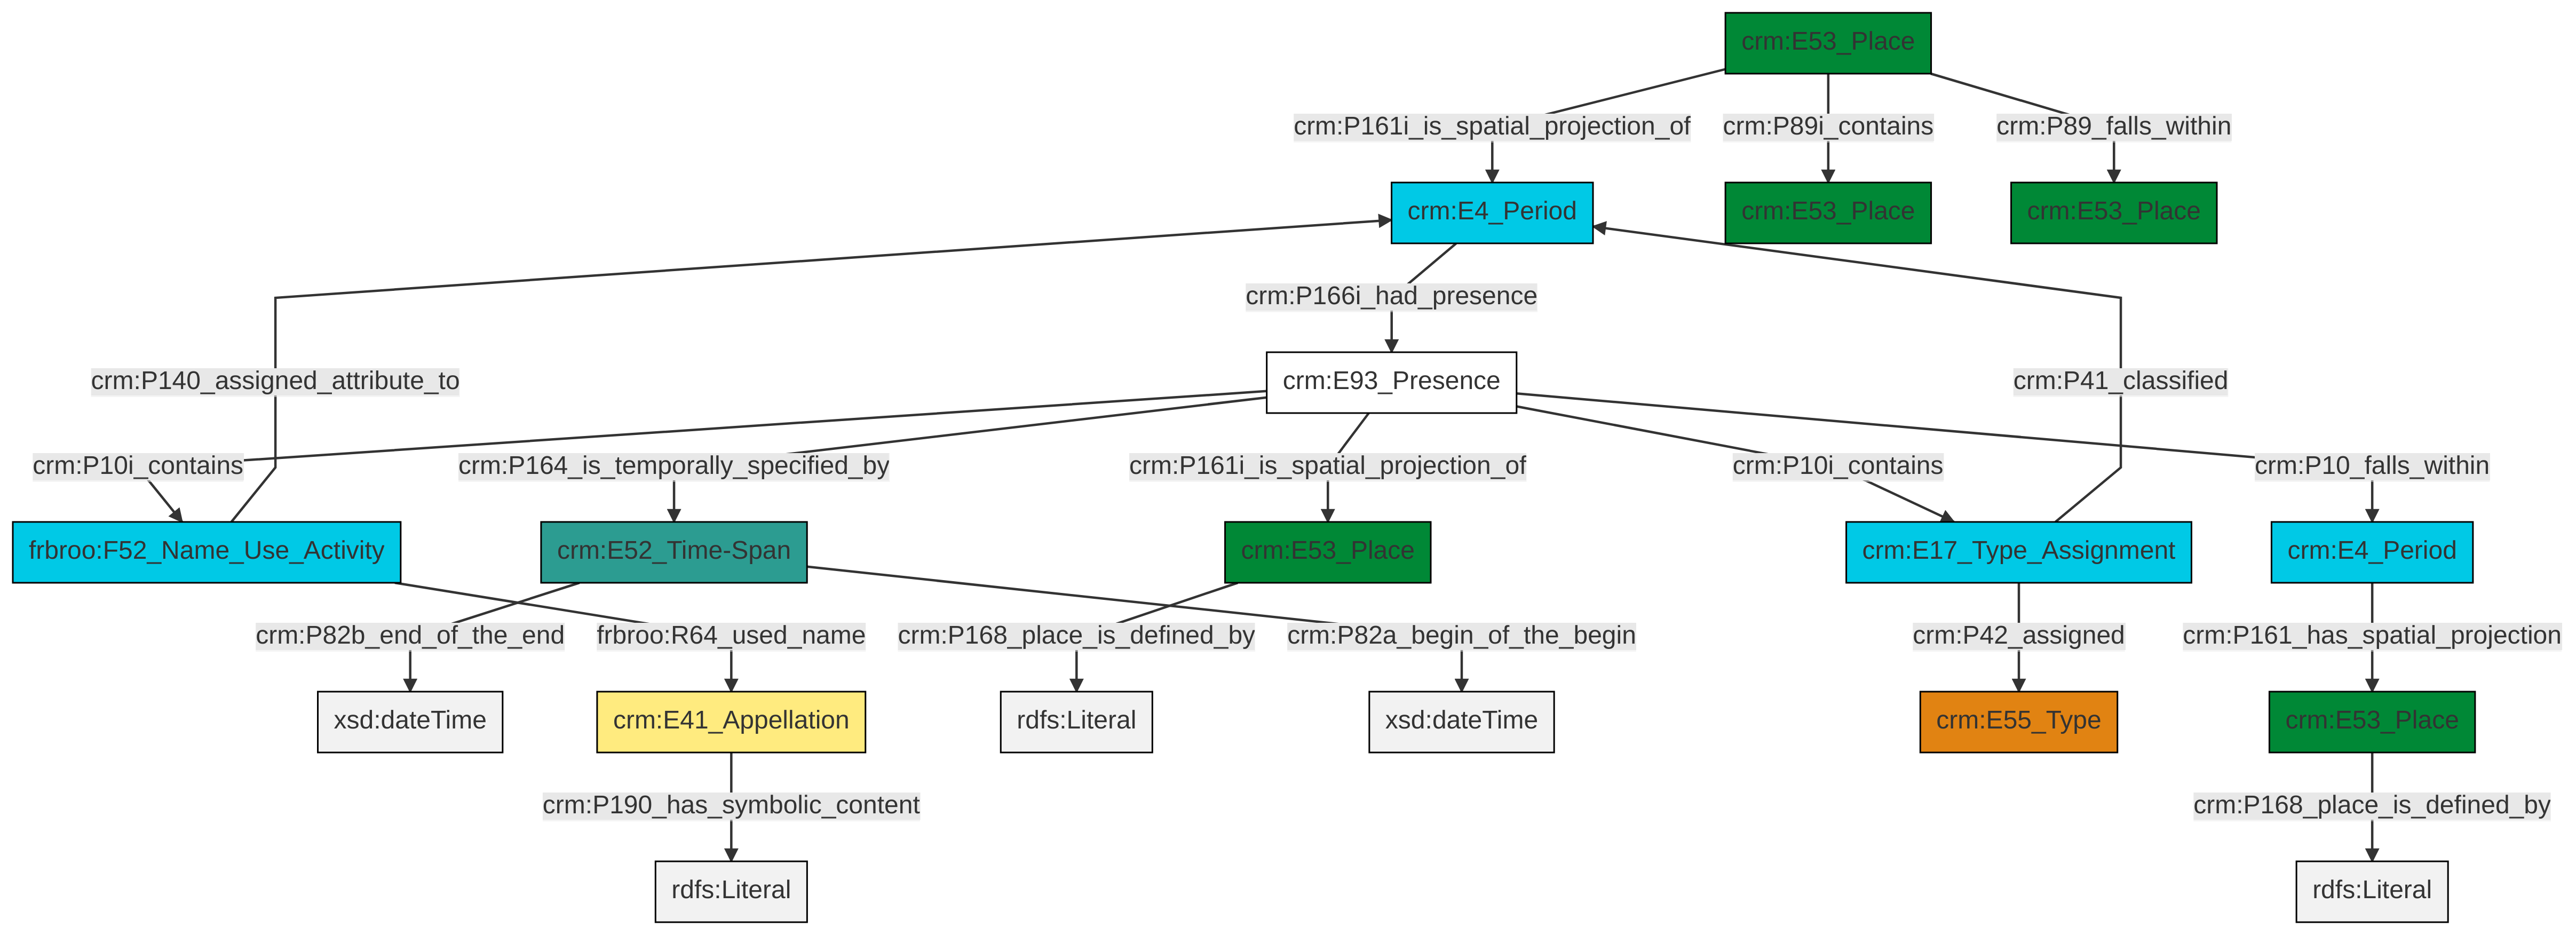 crm:E53_Place
crm:P161i_is_spatial_projection_of
crm:P89i_contains
crm:P89_falls_within
crm:E4_Period
crm:E53_Place
crm:E53_Place
crm:P166i_had_presence
crm:P140_assigned_attribute_to
crm:E93_Presence
crm:P41_classified
crm:P10i_contains
crm:P164_is_temporally_specified_by
crm:P161i_is_spatial_projection_of
crm:P10i_contains
crm:P10_falls_within
frbroo:F52_Name_Use_Activity
crm:E52_Time-Span
crm:E53_Place
crm:E17_Type_Assignment
crm:E4_Period
crm:P82b_end_of_the_end
frbroo:R64_used_name
crm:P168_place_is_defined_by
crm:P82a_begin_of_the_begin
crm:P42_assigned
crm:P161_has_spatial_projection
xsd:dateTime
crm:E41_Appellation
rdfs:Literal
xsd:dateTime
crm:E55_Type
crm:E53_Place
crm:P190_has_symbolic_content
crm:P168_place_is_defined_by
rdfs:Literal
rdfs:Literal